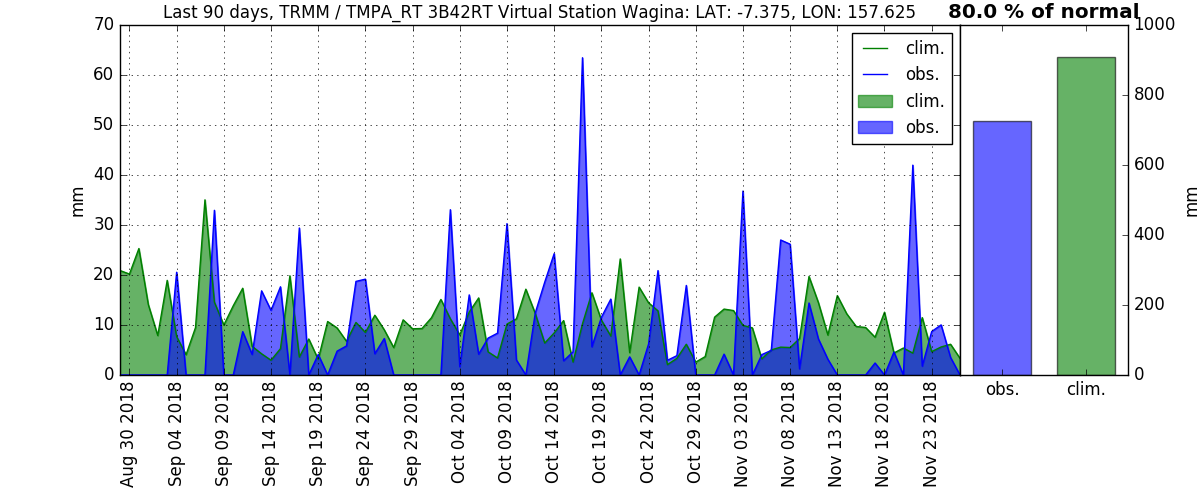 Last 90 days, TRMM / TMPA_RT 3B42RT Virtual Station Wagina: LAT: -7.375, LON: 157.625
80.0 % of normal
70
60
50
40
30
20
10
0
mm
clim.
obs.
clim.
obs.
1000
800
600
400
200
0
mm
obs.
clim.
Aug 30 2018
Sep 04 2018
Sep 09 2018
Sep 14 2018
Sep 19 2018
Sep 24 2018
Sep 29 2018
Oct 04 2018
Oct 09 2018
Oct 14 2018
Oct 19 2018
Oct 24 2018
Oct 29 2018
Nov 03 2018
Nov 08 2018
Nov 13 2018
Nov 18 2018
Nov 23 2018